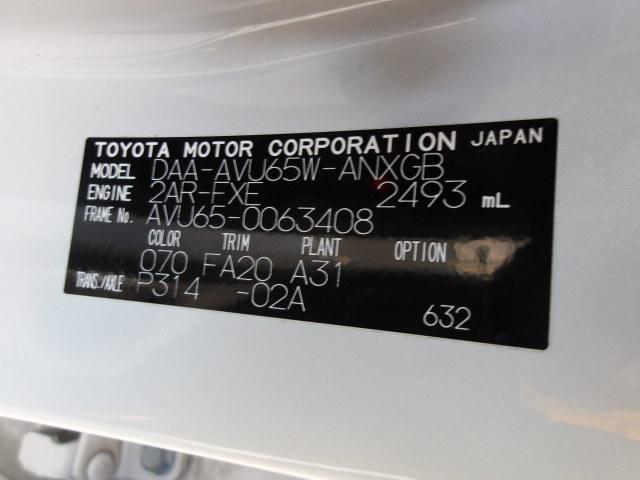 TOYOTA MOTOR CORPORATION JAPAN
MODEL DAA-AVU65W-ANXGB
ENGINE 2AR-FXE 2493 mL
FRAME No. AVU65-0063408
COLOR TRIM PLANT OPTION
070 FA20 A31
TRANS./AXLE P314 -02A
632